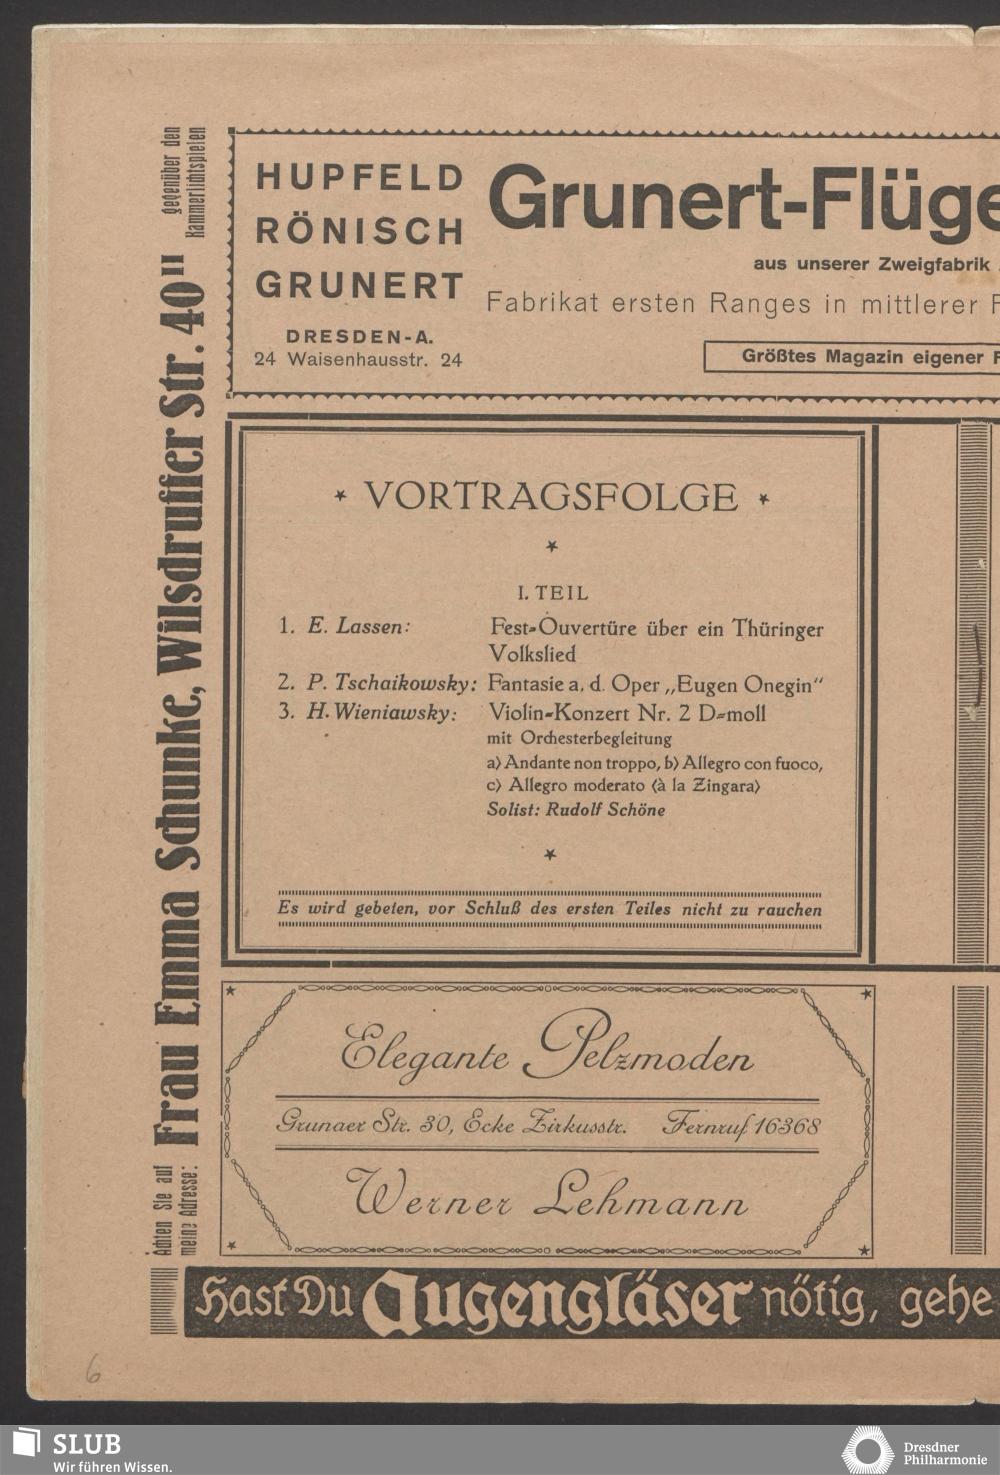 HUPFELD
RÖNISCH
GRUNERT
DRESDEN-A.
24 Waisenhausstr. 24
Grunert-Flüge
aus unserer Zweigfabrik
Fabrikat ersten Ranges in mittlerer
Größtes Magazin eigener F
Achten Sie auf
meine Adresse:
Frau Emma Schunke, Wilsdruffer Str. 40"
gegenüber den
Kammerlichtspielen
* VORTRAGSFOLGE *
*
I. TEIL
1. E. Lassen: Fest-Ouvertüre über ein Thüringer
Volkslied
2. P. Tschaikowsky: Fantasie a. d. Oper „Eugen Onegin“
3. H. Wieniawsky: Violin-Konzert Nr. 2 D-moll
mit Orchesterbegleitung
a) Andante non troppo, b) Allegro con fuoco,
c) Allegro moderato (à la Zingara)
Solist: Rudolf Schöne
*
Es wird gebeten, vor Schluß des ersten Teiles nicht zu rauchen
Elegante Pelzmoden
Grunaer Str. 30, Ecke Zirkusstr. Fernruf 16368
Werner Lehmann
Hast Du Augengläser nötig, gehe
6
SLUB
Wir führen Wissen.
Dresdner
Philharmonie